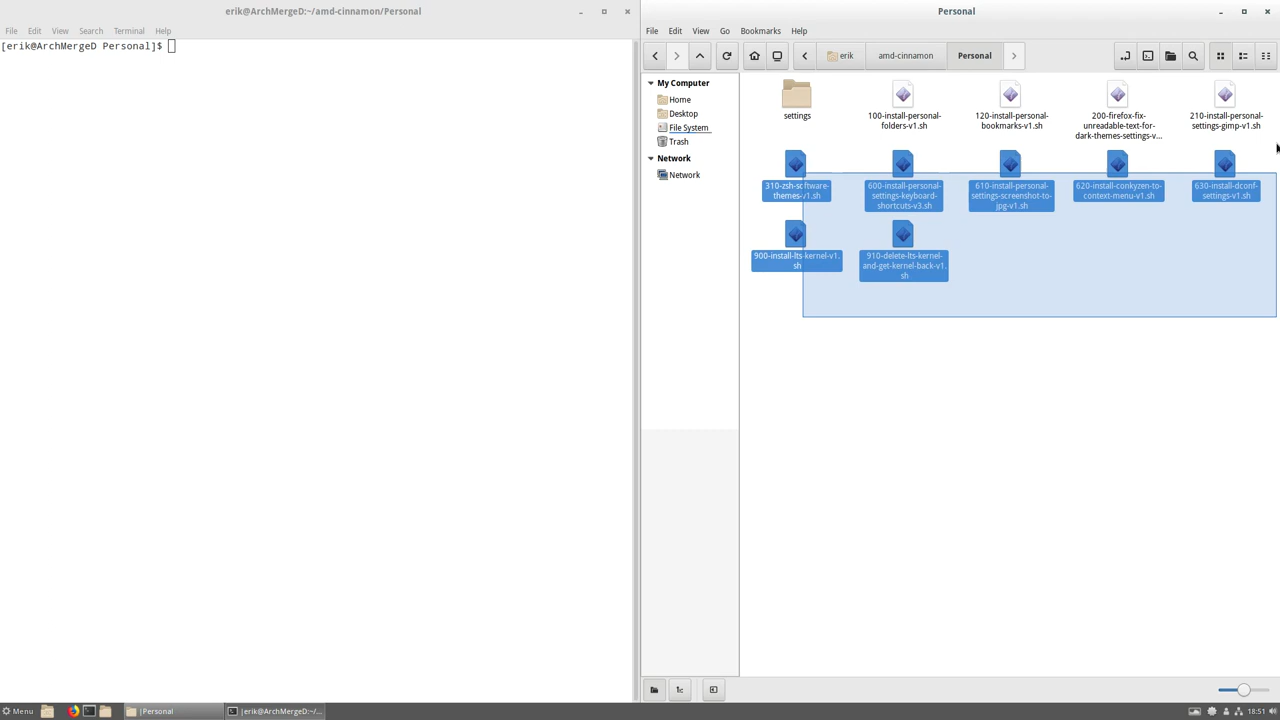 erik@ArchMergeD:~/amd-cinnamon/Personal
File Edit View Search Terminal Help
[erik@ArchMergeD Personal]$
Personal
File Edit View Go Bookmarks Help
erik
amd-cinnamon
Personal
My Computer
Home
Desktop
File System
Trash
Network
Network
settings
100-install-personal-
folders-v1.sh
120-install-personal-
bookmarks-v1.sh
200-firefox-fix-
unreadable-text-for-
dark-themes-settings-v...
210-install-personal-
settings-gimp-v1.sh
310-zsh-software-
themes-v1.sh
600-install-personal-
settings-keyboard-
shortcuts-v3.sh
610-install-personal-
settings-screenshot-to-
jpg-v1.sh
620-install-conkyzen-to-
context-menu-v1.sh
630-install-dconf-
settings-v1.sh
900-install-lts-kernel-v1.
sh
910-delete-lts-kernel-
and-get-kernel-back-v1.
sh
Menu
|Personal
|erik@ArchMergeD:~/...
18:51